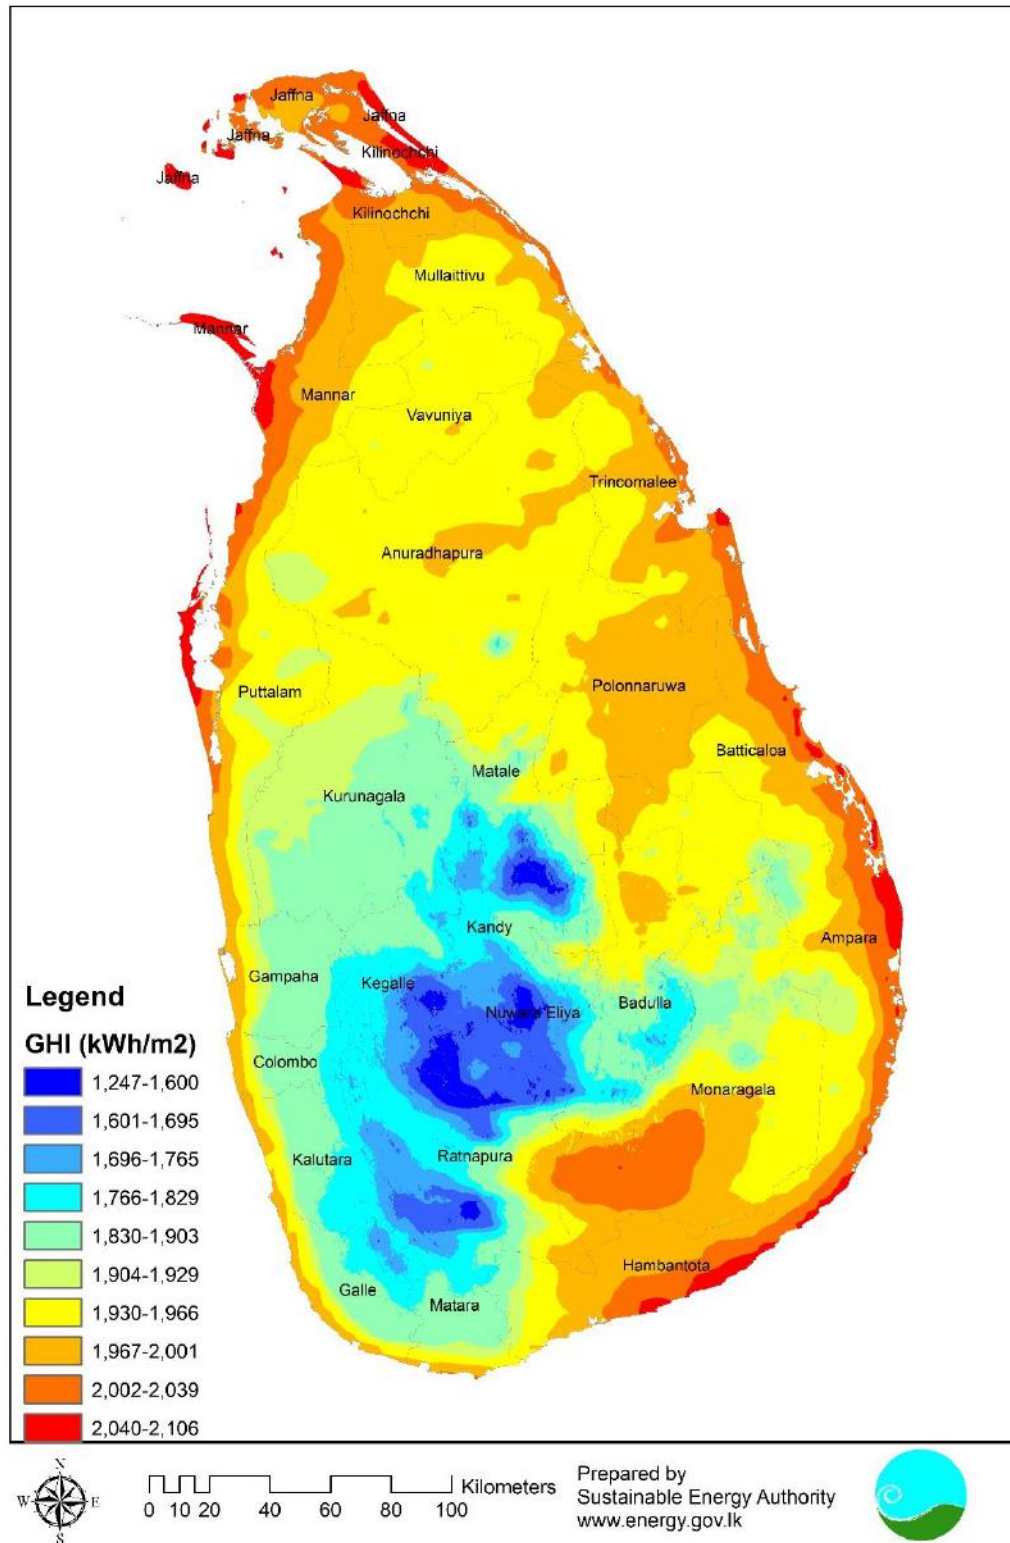 Jaffna
Jaffna
Jaffna
Kilinochchi
Jaffna
Kilinochchi
Mullaittivu
Mannar
Mannar
Vavuniya
Trincomalee
Anuradhapura
Polonnaruwa
Puttalam
Batticaloa
Matale
Kurunagala
Kandy
Ampara
Gampaha
Kegalle
Nuwara Eliya
Badulla
Colombo
Monaragala
Kalutara
Ratnapura
Hambantota
Galle
Matara
Legend
GHI (kWh/m2)
1,247-1,600
1,601-1,695
1,696-1,765
1,766-1,829
1,830-1,903
1,904-1,929
1,930-1,966
1,967-2,001
2,002-2,039
2,040-2,106
N
W E
S
Kilometers
0 10 20 40 60 80 100
Prepared by
Sustainable Energy Authority
www.energy.gov.lk